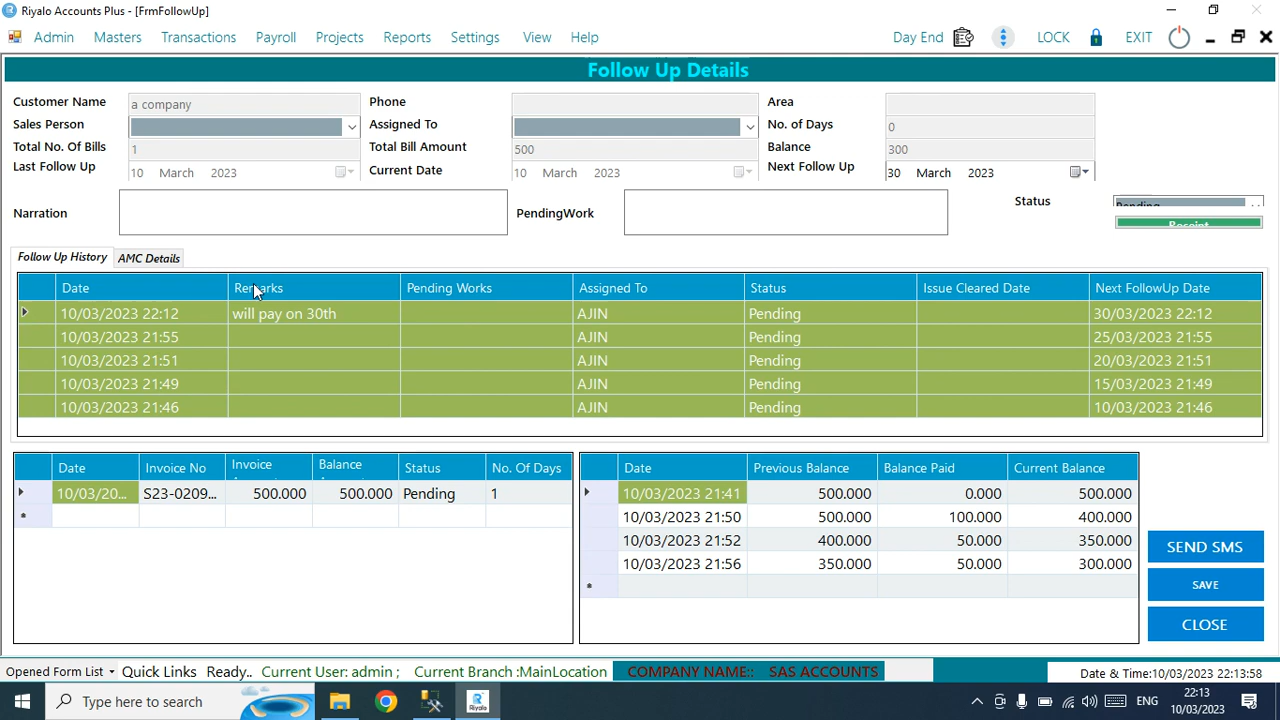 Riyalo Accounts Plus - [FrmFollowUp]
Admin Masters Transactions Payroll Projects Reports Settings View Help Day End LOCK EXIT
Follow Up Details
Customer Name a company Phone Area
Sales Person Assigned To No. of Days 0
Total No. Of Bills 1 Total Bill Amount 500 Balance 300
Last Follow Up 10 March 2023 Current Date 10 March 2023 Next Follow Up 30 March 2023
Narration PendingWork Status Pending
Receipt
Follow Up History AMC Details
Date Remarks Pending Works Assigned To Status Issue Cleared Date Next FollowUp Date
10/03/2023 22:12 will pay on 30th AJIN Pending 30/03/2023 22:12
10/03/2023 21:55 AJIN Pending 25/03/2023 21:55
10/03/2023 21:51 AJIN Pending 20/03/2023 21:51
10/03/2023 21:49 AJIN Pending 15/03/2023 21:49
10/03/2023 21:46 AJIN Pending 10/03/2023 21:46
Date Invoice No Invoice Balance Status No. Of Days
10/03/20... S23-0209... 500.000 500.000 Pending 1
*
Date Previous Balance Balance Paid Current Balance
10/03/2023 21:41 500.000 0.000 500.000
10/03/2023 21:50 500.000 100.000 400.000
10/03/2023 21:52 400.000 50.000 350.000
10/03/2023 21:56 350.000 50.000 300.000
*
SEND SMS
SAVE
CLOSE
Opened Form List Quick Links Ready.. Current User: admin ; Current Branch :MainLocation COMPANY NAME:: SAS ACCOUNTS Date & Time:10/03/2023 22:13:58
Type here to search Riyalo ENG 22:13
10/03/2023